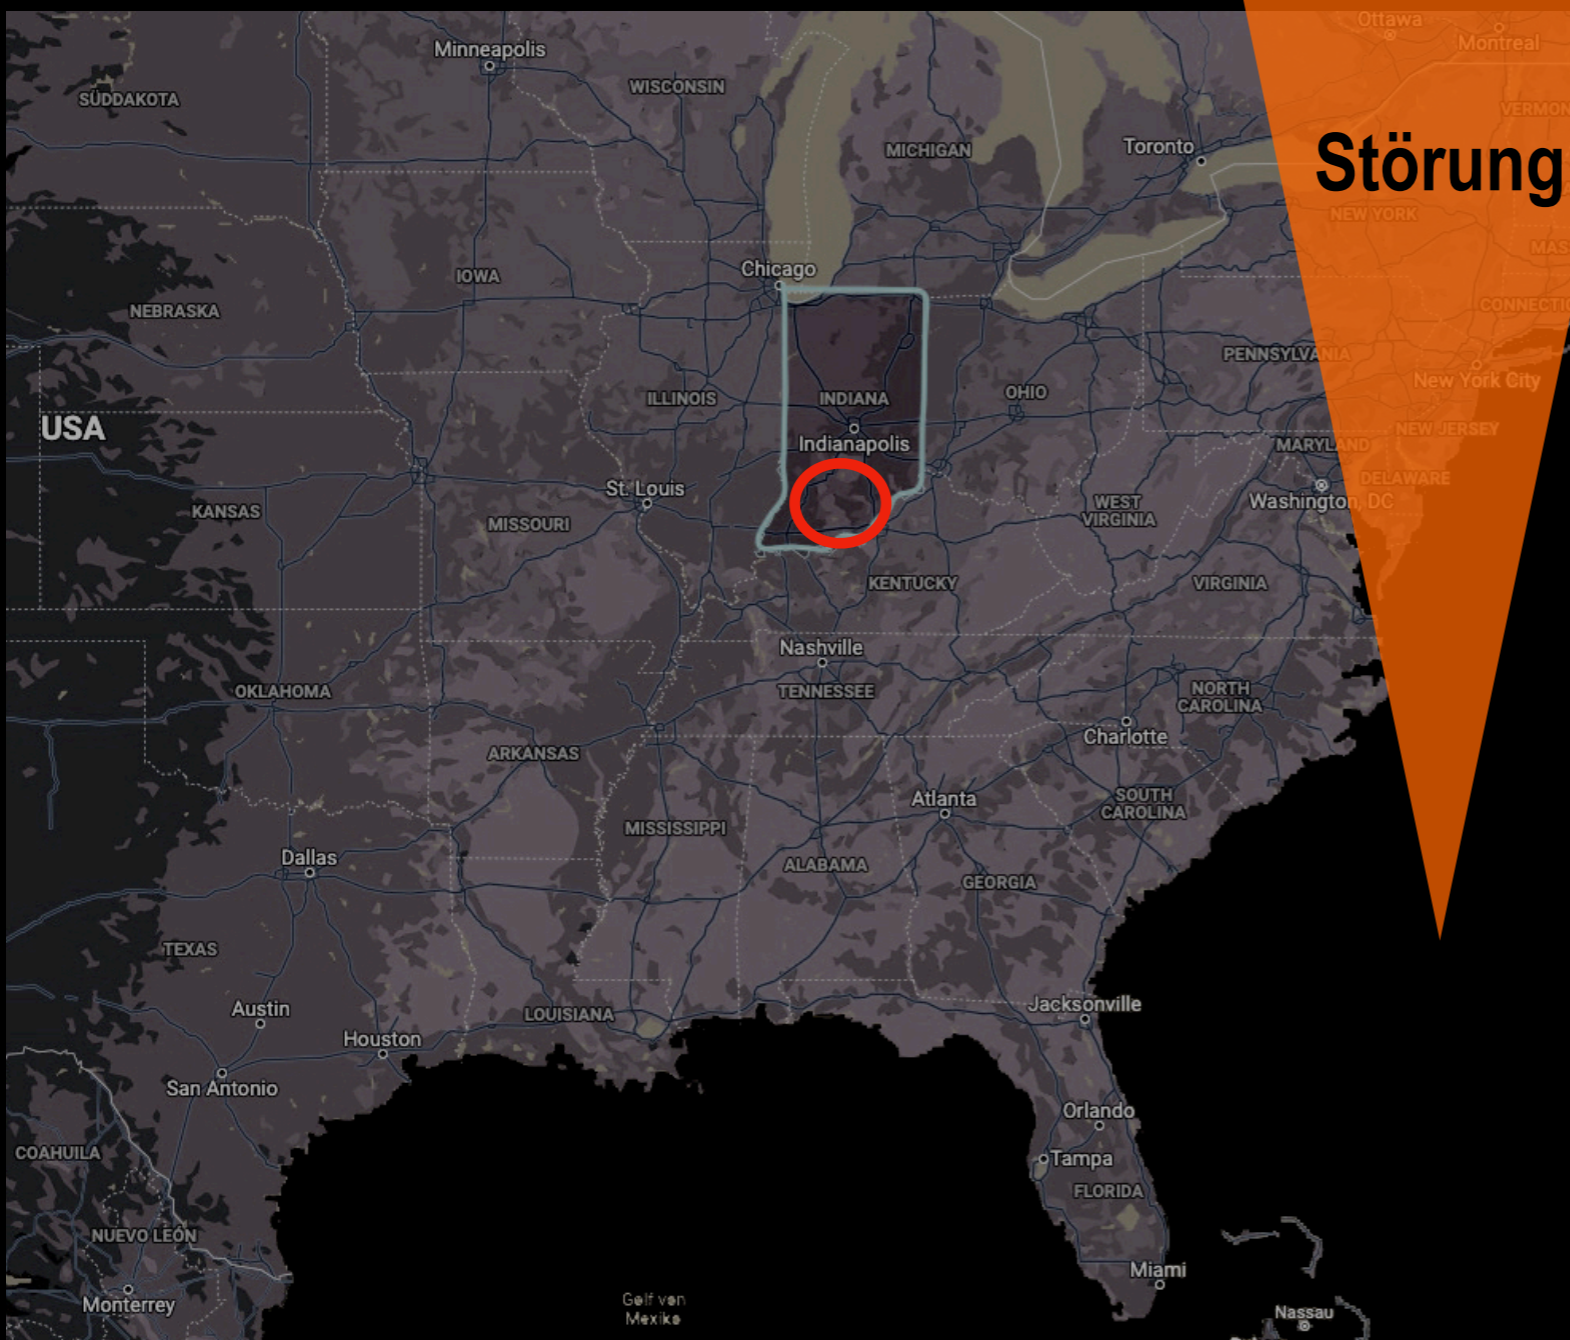 Ottawa
Montreal
Minneapolis
WISCONSIN
SÜDDAKOTA
VERMON
MICHIGAN
Toronto
Störung
NEW YORK
MAS
Chicago
IOWA
NEBRASKA
CONNECTIC
PENNSYLVANIA
New York City
ILLINOIS
INDIANA
OHIO
USA
NEW JERSEY
Indianapolis
MARYLAND
DELAWARE
St. Louis
Washington, DC
KANSAS
MISSOURI
WEST
VIRGINIA
KENTUCKY
VIRGINIA
Nashville
OKLAHOMA
TENNESSEE
NORTH
CAROLINA
Charlotte
ARKANSAS
Atlanta
SOUTH
CAROLINA
MISSISSIPPI
Dallas
ALABAMA
GEORGIA
TEXAS
Austin
LOUISIANA
Jacksonville
Houston
San Antonio
Orlando
COAHUILA
Tampa
FLORIDA
NUEVO LEÓN
Miami
Monterrey
Golf von
Mexiko
Nassau